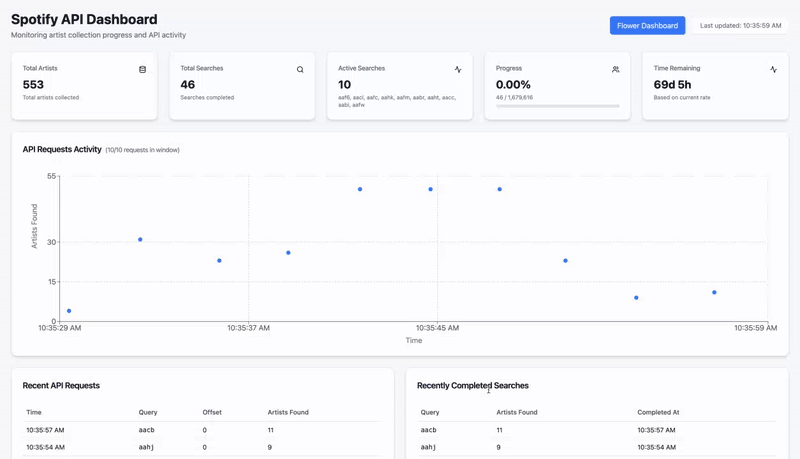 Spotify API Dashboard
Monitoring artist collection progress and API activity
Flower Dashboard
Last updated: 10:35:59 AM
Total Artists
553
Total artists collected
Total Searches
46
Searches completed
Active Searches
10
aaf6, aacl, aafc, aahk, aafm, aabr, aaht, aacc,
aabi, aafw
Progress
0.00%
46 / 1,679,616
Time Remaining
69d 5h
Based on current rate
API Requests Activity (10/10 requests in window)
55
30
15
0
Artists Found
10:35:29 AM
10:35:37 AM
10:35:45 AM
10:35:59 AM
Time
Recent API Requests
Time Query Offset Artists Found
10:35:57 AM aacb 0 11
10:35:54 AM aahj 0 9
Recently Completed Searches
Query Artists Found Completed At
aacb 11 10:35:57 AM
aahj 9 10:35:54 AM